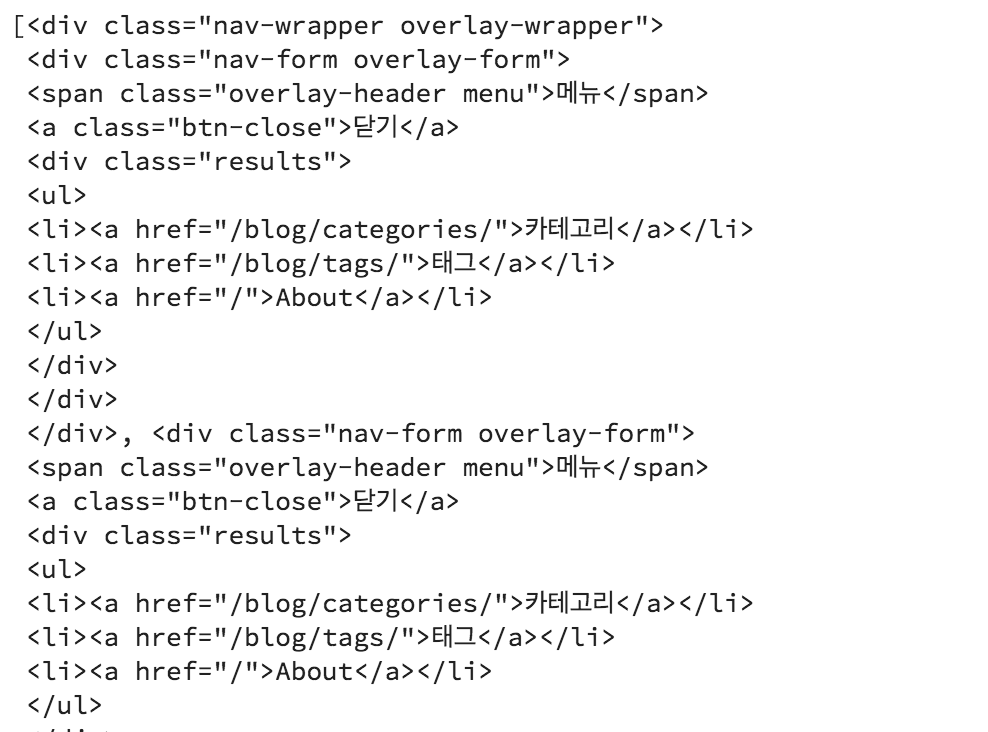 [<div class="nav-wrapper overlay-wrapper">
<div class="nav-form overlay-form">
<span class="overlay-header menu">메뉴</span>
<a class="btn-close">닫기</a>
<div class="results">
<ul>
<li><a href="/blog/categories/">카테고리</a></li>
<li><a href="/blog/tags/">태그</a></li>
<li><a href="/">About</a></li>
</ul>
</div>
</div>
</div>, <div class="nav-form overlay-form">
<span class="overlay-header menu">메뉴</span>
<a class="btn-close">닫기</a>
<div class="results">
<ul>
<li><a href="/blog/categories/">카테고리</a></li>
<li><a href="/blog/tags/">태그</a></li>
<li><a href="/">About</a></li>
</ul>